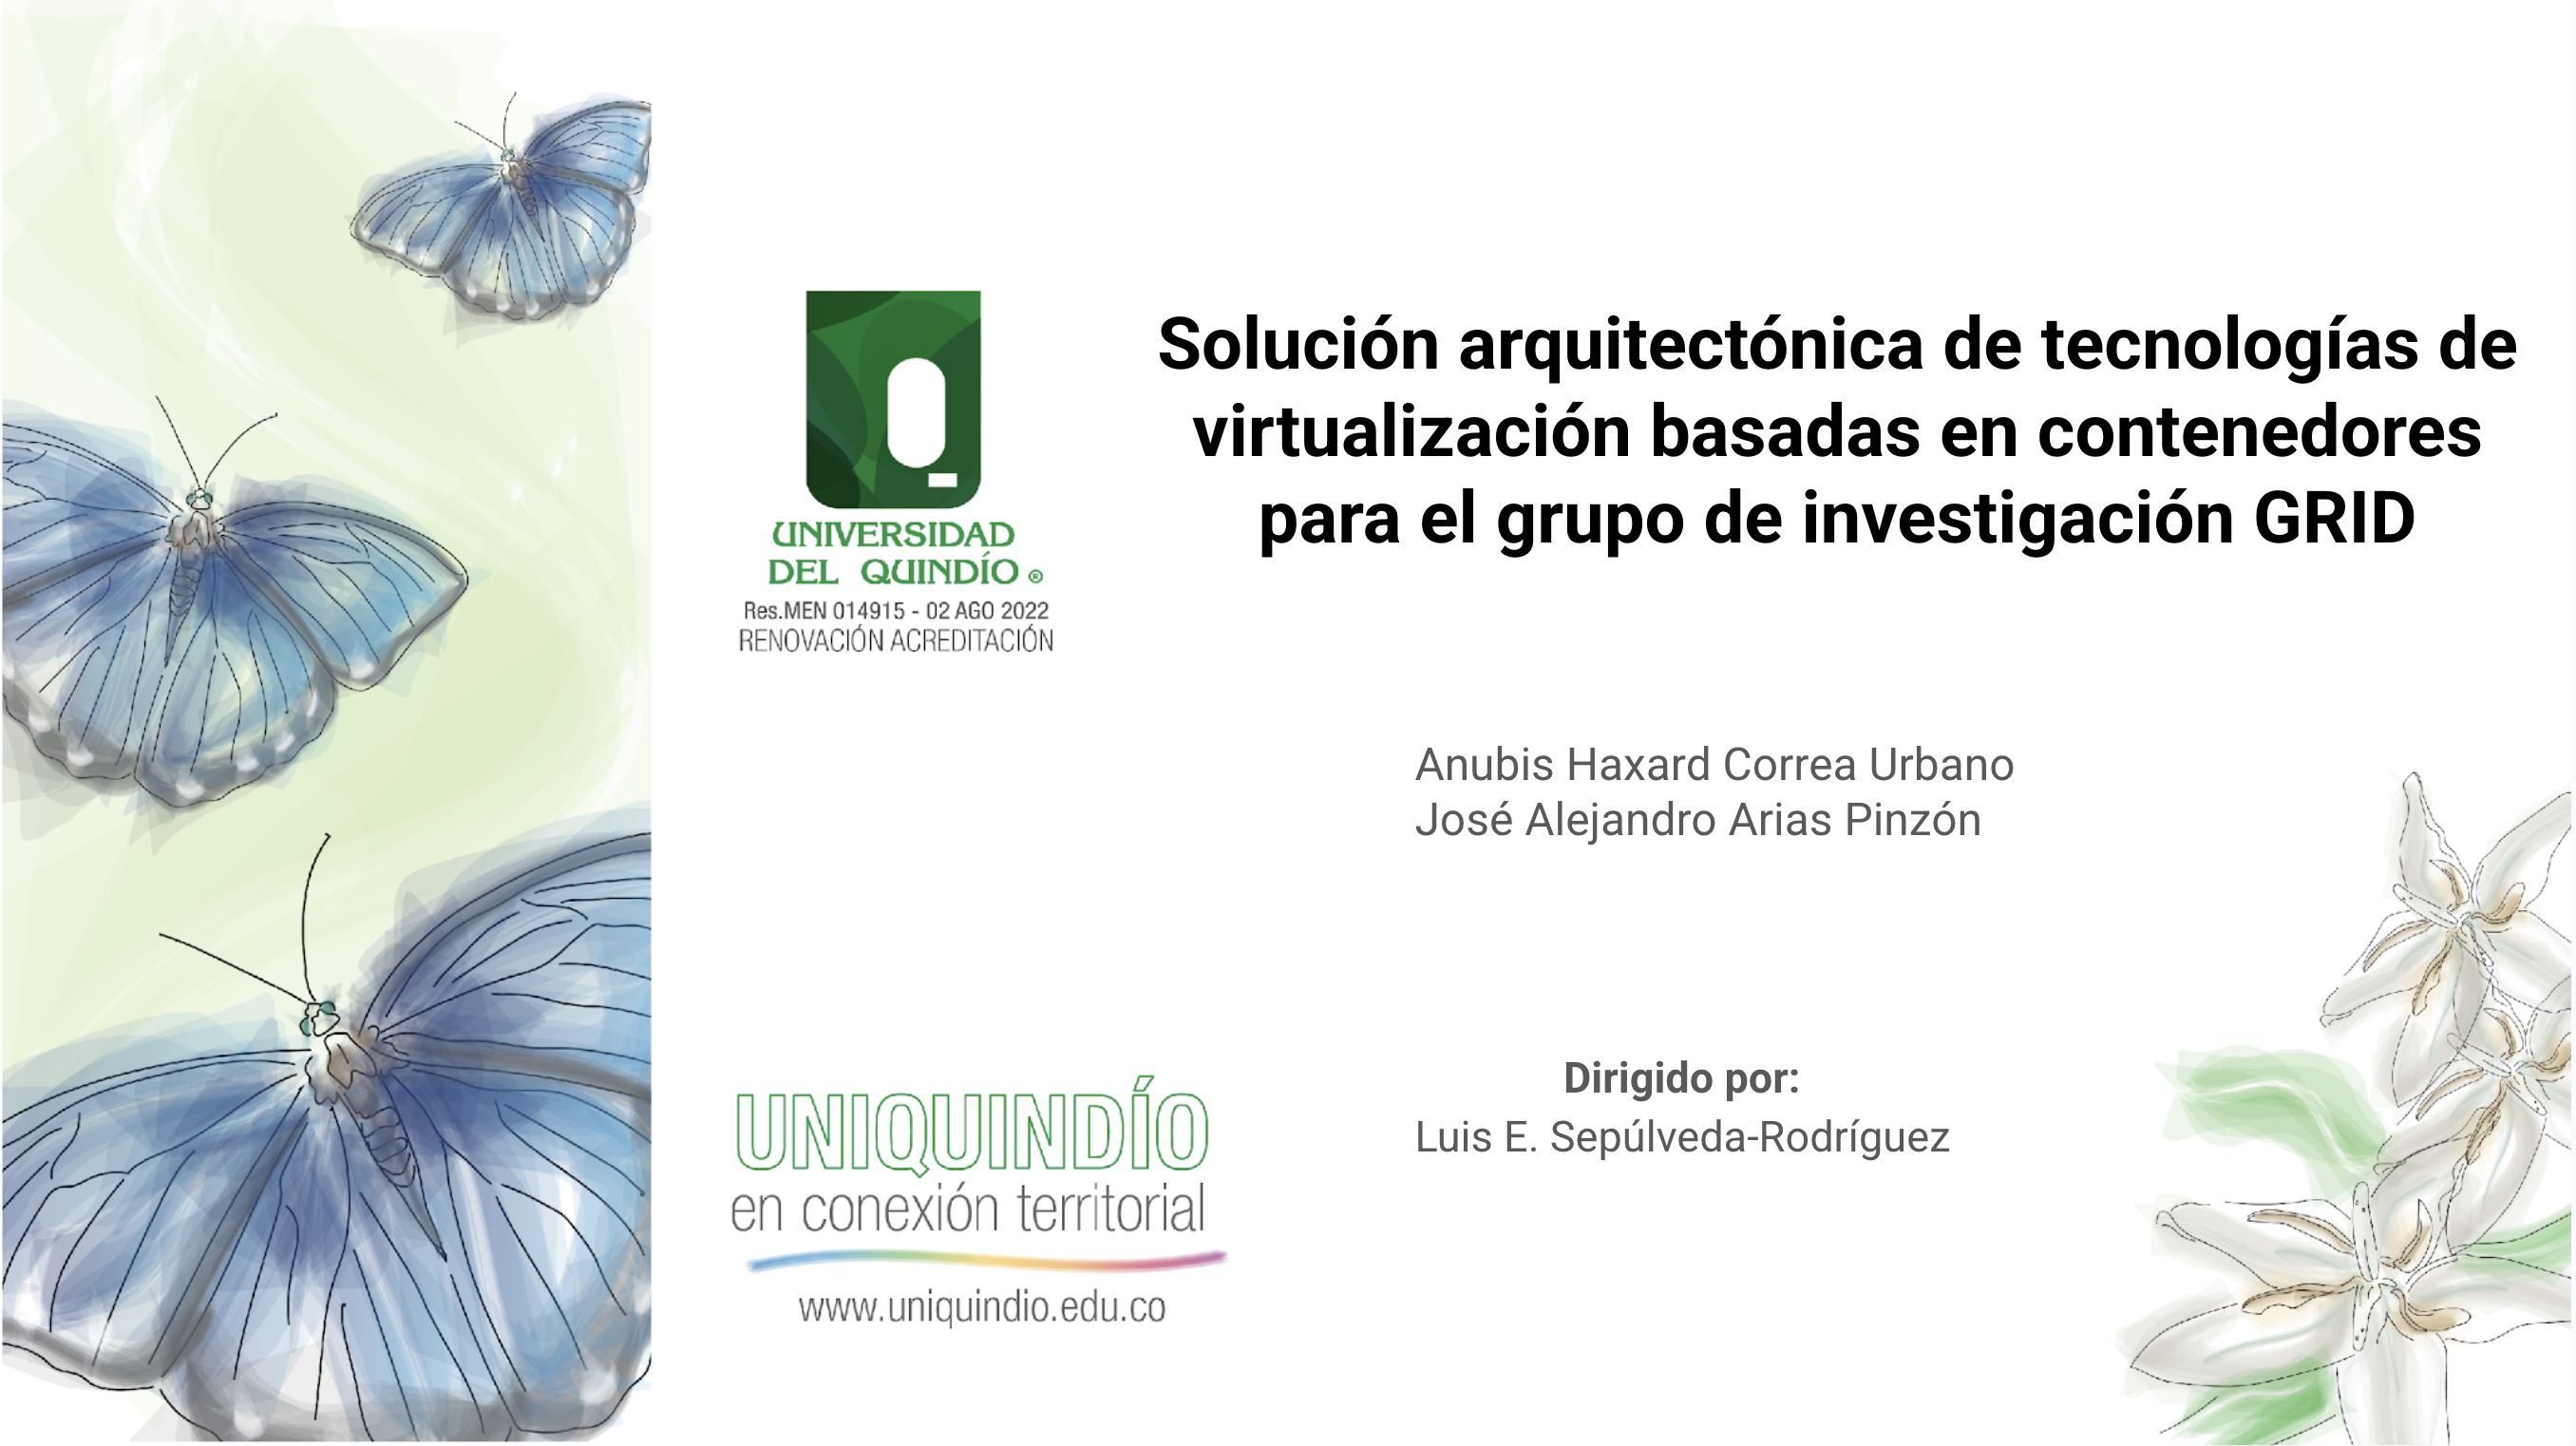 Solución arquitectónica de tecnologías de
virtualización basadas en contenedores
para el grupo de investigación GRID
UNIVERSIDAD
DEL QUINDÍO ®
Res.MEN 014915 - 02 AGO 2022
RENOVACIÓN ACREDITACIÓN
Anubis Haxard Correa Urbano
José Alejandro Arias Pinzón
Dirigido por:
Luis E. Sepúlveda-Rodríguez
UNIQUINDÍO
en conexión territorial
www.uniquindio.edu.co